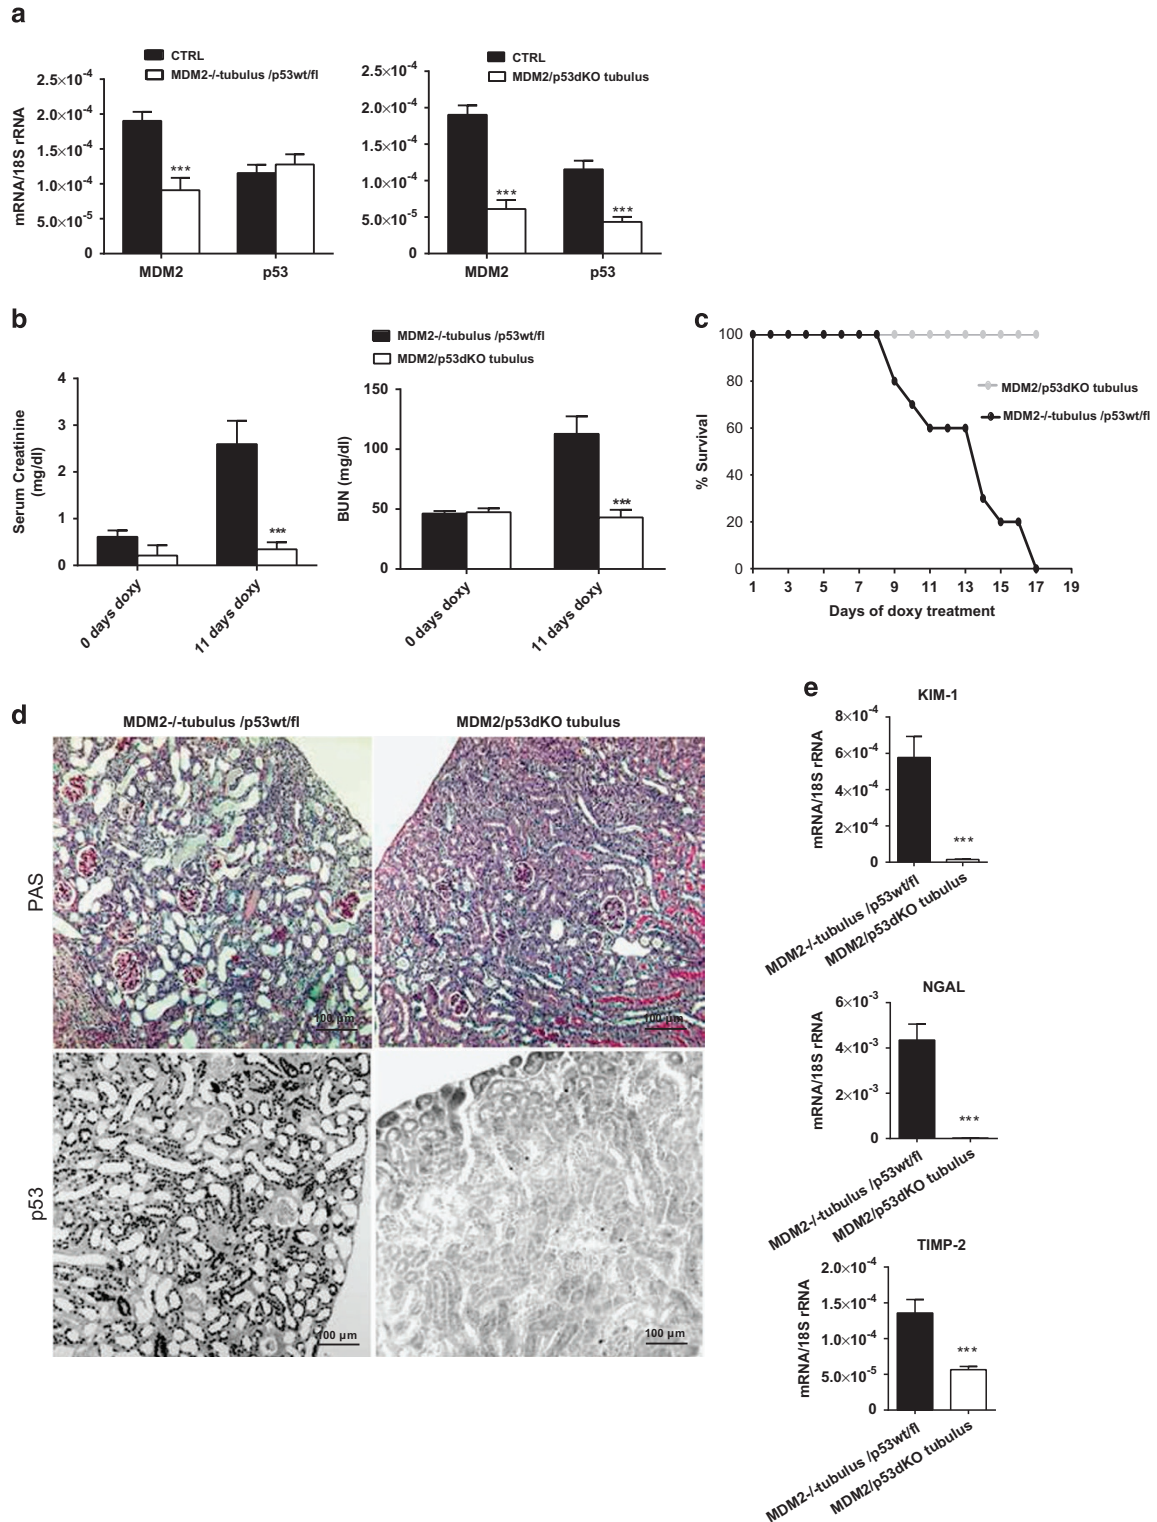 a
CTRL
MDM2-/-tubulus /p53wt/fl
mRNA/18S rRNA
2.5×10⁻⁴
2.0×10⁻⁴
1.5×10⁻⁴
1.0×10⁻⁴
5.0×10⁻⁵
0
***
MDM2 p53
CTRL
MDM2/p53dKO tubulus
2.5×10⁻⁴
2.0×10⁻⁴
1.5×10⁻⁴
1.0×10⁻⁴
5.0×10⁻⁵
0
***
***
MDM2 p53
b
MDM2-/-tubulus /p53wt/fl
MDM2/p53dKO tubulus
Serum Creatinine
(mg/dl)
4
3
2
1
0
***
0 days doxy
11 days doxy
BUN (mg/dl)
150
100
50
0
***
0 days doxy
11 days doxy
c
% Survival
100
80
60
40
20
0
MDM2/p53dKO tubulus
MDM2-/-tubulus /p53wt/fl
1 3 5 7 9 11 13 15 17 19
Days of doxy treatment
d
MDM2-/-tubulus /p53wt/fl
MDM2/p53dKO tubulus
PAS
100 µm
100 µm
p53
100 µm
100 µm
e
KIM-1
mRNA/18S rRNA
8×10⁻⁴
6×10⁻⁴
4×10⁻⁴
2×10⁻⁴
0
***
MDM2-/-tubulus /p53wt/fl
MDM2/p53dKO tubulus
NGAL
mRNA/18S rRNA
6×10⁻³
4×10⁻³
2×10⁻³
0
***
MDM2-/-tubulus /p53wt/fl
MDM2/p53dKO tubulus
TIMP-2
mRNA/18S rRNA
2.0×10⁻⁴
1.5×10⁻⁴
1.0×10⁻⁴
5.0×10⁻⁵
0
***
MDM2-/-tubulus /p53wt/fl
MDM2/p53dKO tubulus